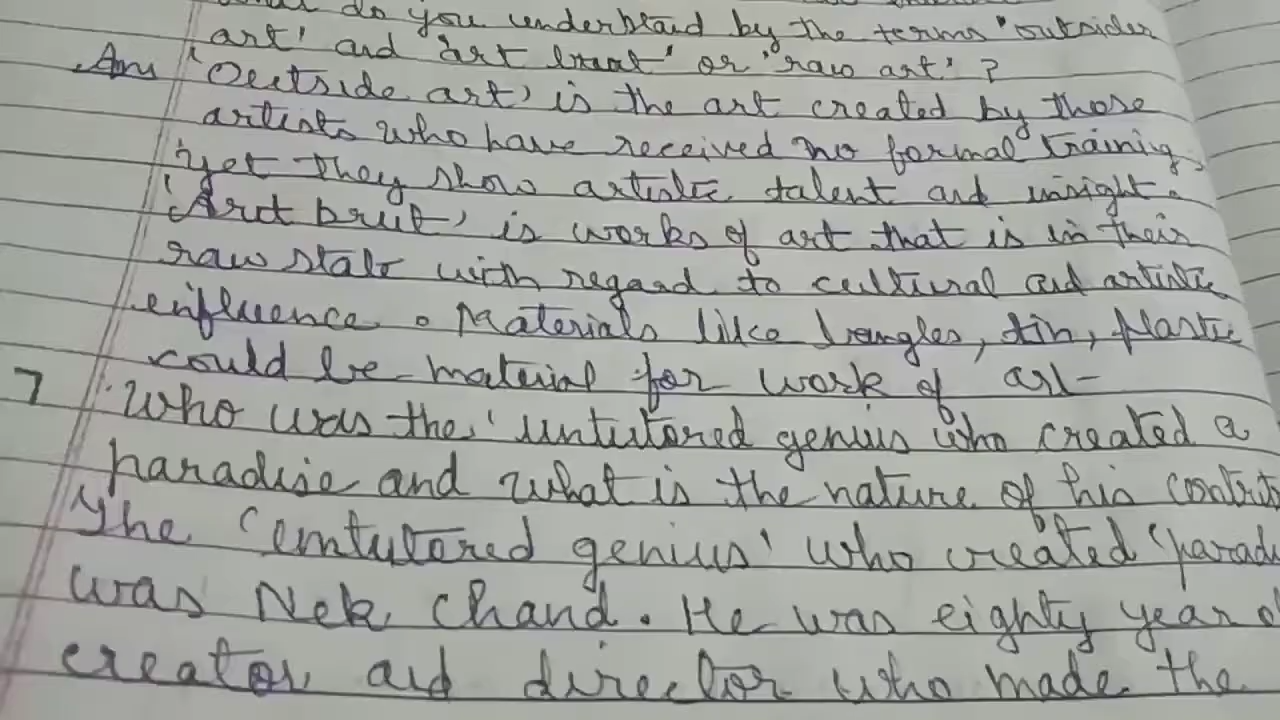 do you understand by the terms 'outsider
art' and 'art brut' or 'raw art' ?
Ans 'Outside art' is the art created by those
artists who have received no formal training,
yet they show artistic talent and insight.
'Art brut' is works of art that is in their
raw state with regard to cultural and artistic
influence. Materials like bangles, tin, Plastic
could be material for work of art
7 Who was the 'untutored genius who created a
paradise and what is the nature of his
The 'untutored genius' who created 'parad
was Nek Chand. He was eighty year o
creator and director who made the